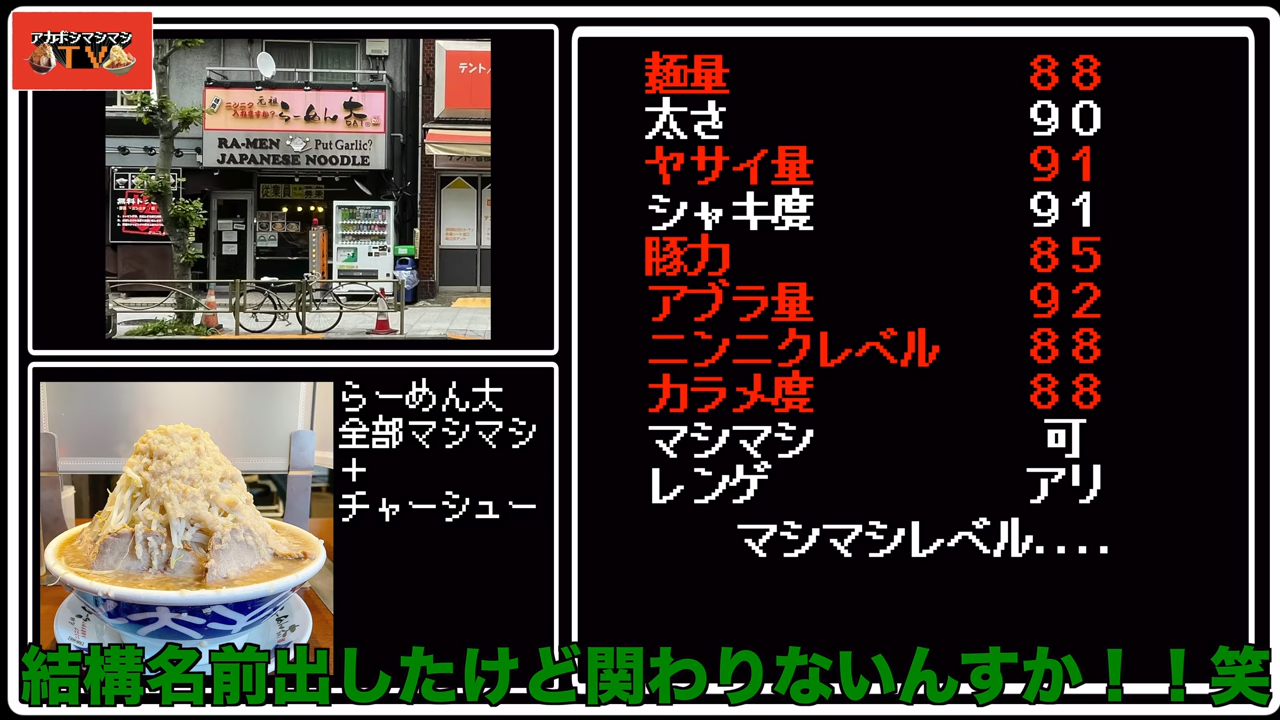 アカボシマシマシ
TV
テント
ニンニク
入れますか?
元祖
らーめん 大
RA-MEN Put Garlic?
JAPANESE NOODLE
らーめん大
全部マシマシ
+
チャーシュー
麺量 88
太さ 90
ヤサイ量 91
シャキ度 91
豚力 85
アブラ量 92
ニンニクレベル 88
カラメ度 88
マシマシ 可
レンゲ アリ
マシマシレベル....
結構名前出したけど関わりないんすか！！笑